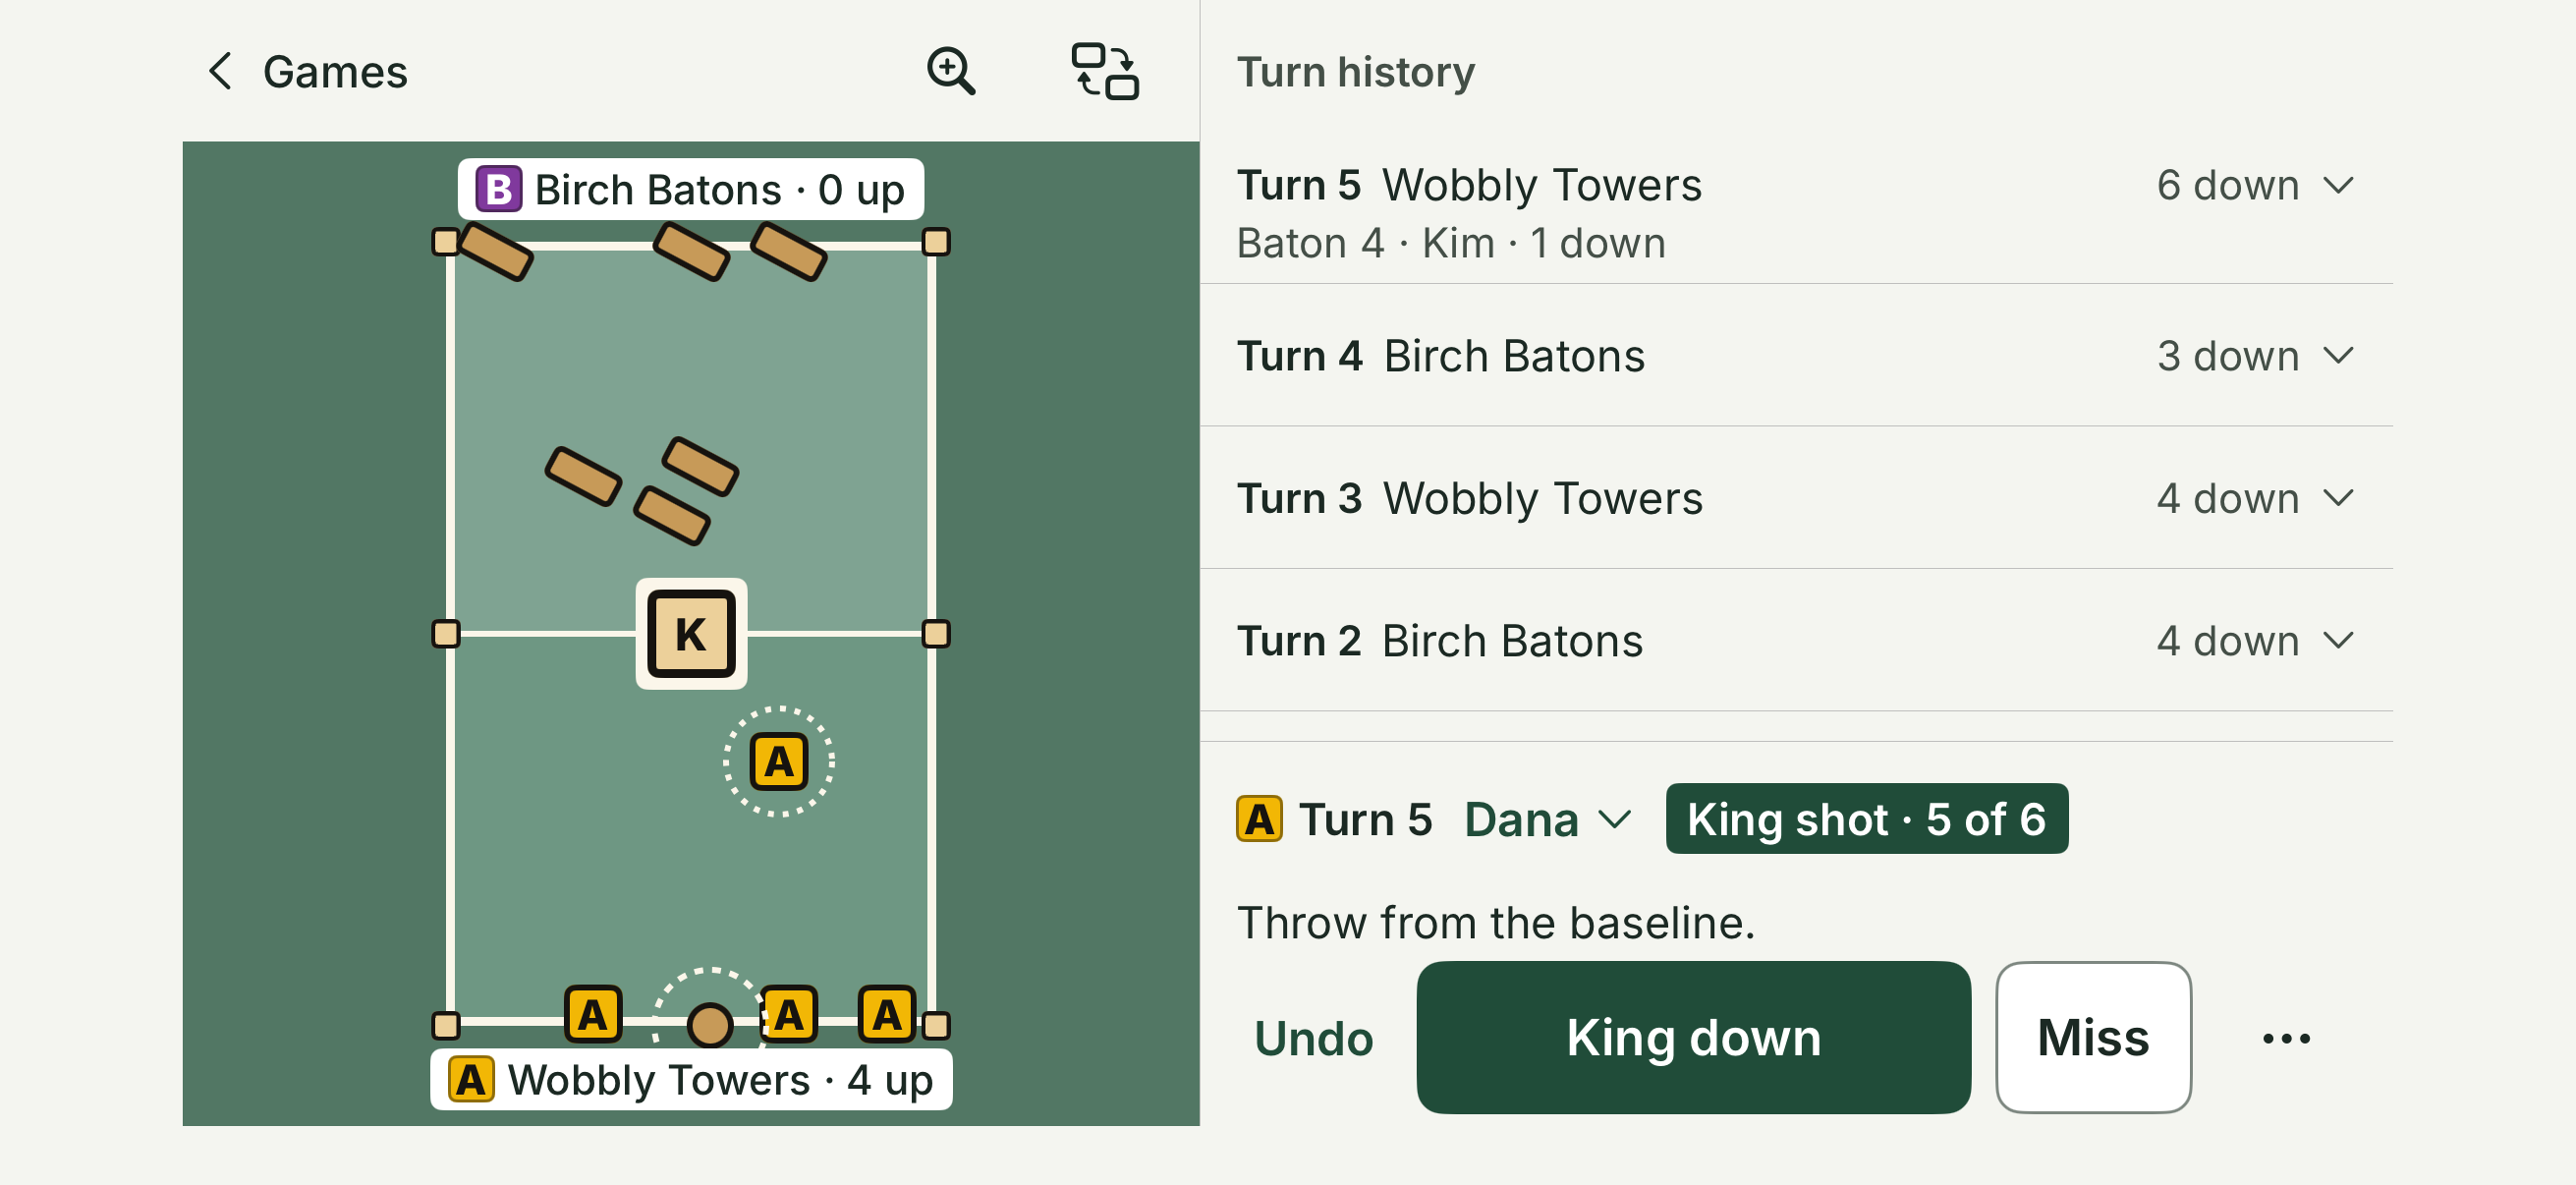 Games
B Birch Batons · 0 up
K
A
A A A
A Wobbly Towers · 4 up
Turn history
Turn 5 Wobbly Towers 6 down
Baton 4 · Kim · 1 down
Turn 4 Birch Batons 3 down
Turn 3 Wobbly Towers 4 down
Turn 2 Birch Batons 4 down
A Turn 5 Dana King shot · 5 of 6
Throw from the baseline.
Undo King down Miss